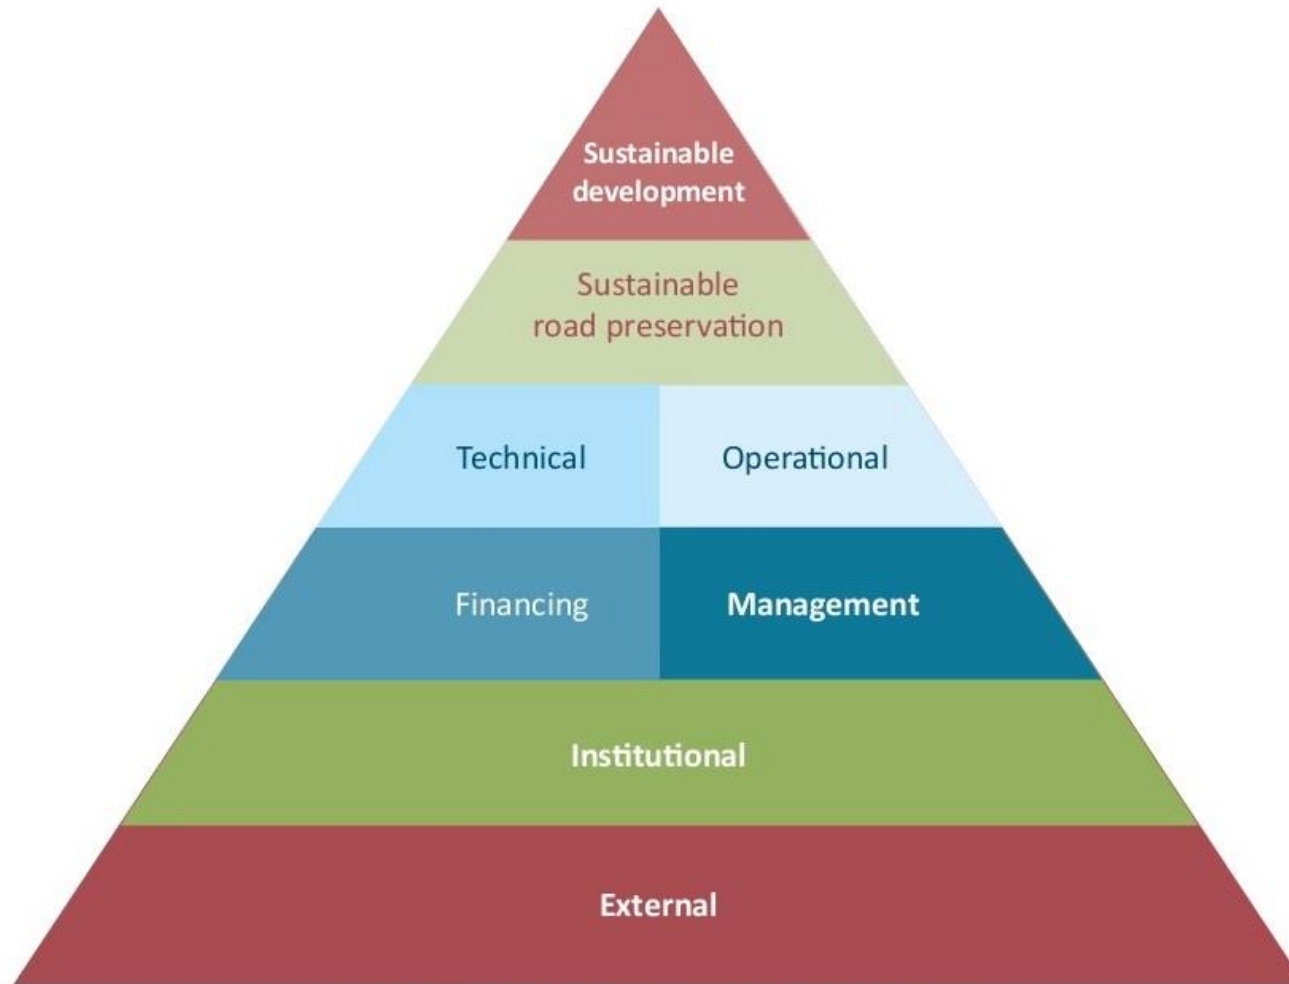 Sustainable
development
Sustainable
road preservation
Technical
Operational
Financing
Management
Institutional
External